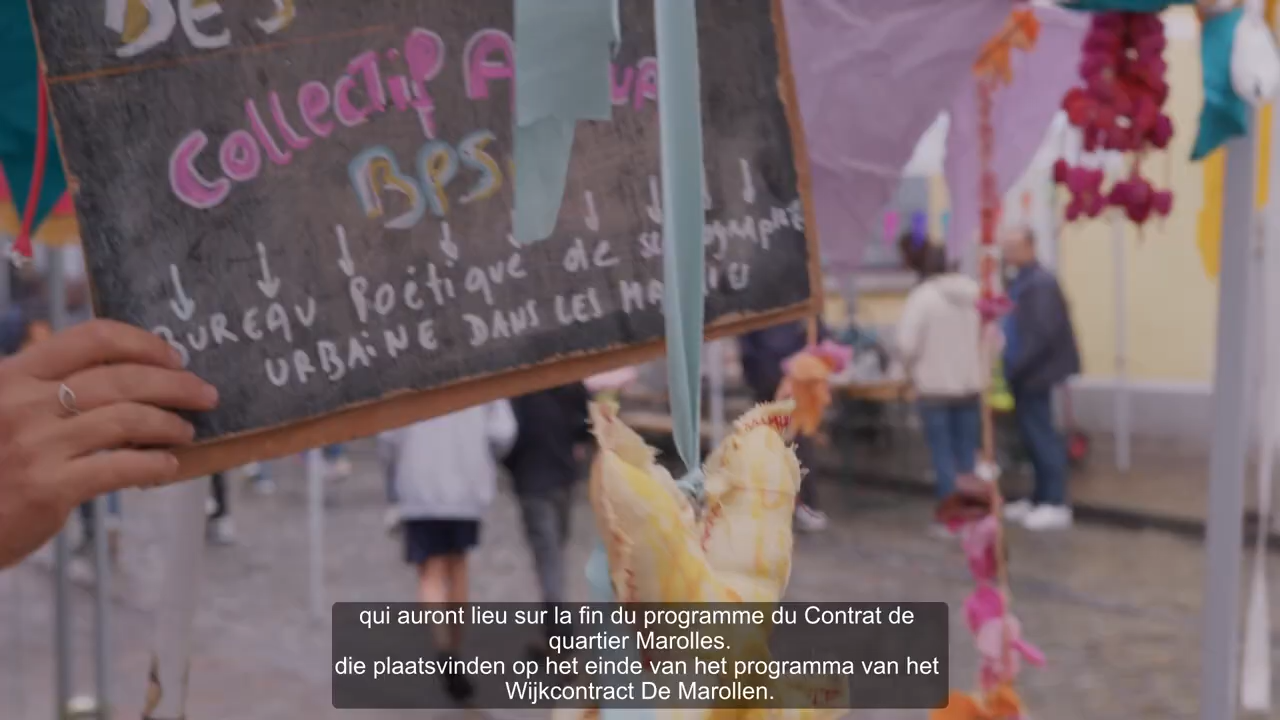 DES
Collectif
BPS
BUREAU Poétique de
URBAINE DANS LES
qui auront lieu sur la fin du programme du Contrat de
quartier Marolles.
die plaatsvinden op het einde van het programma van het
Wijkcontract De Marollen.